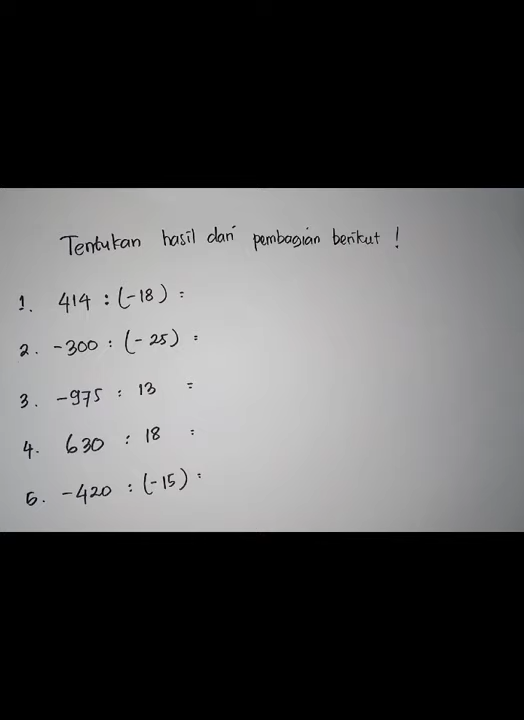 Tentukan hasil dari pembagian berikut !
1. 414 : (-18) =
2. -300 : (-25) =
3. -975 : 13 =
4. 630 : 18 =
5. -420 : (-15) =